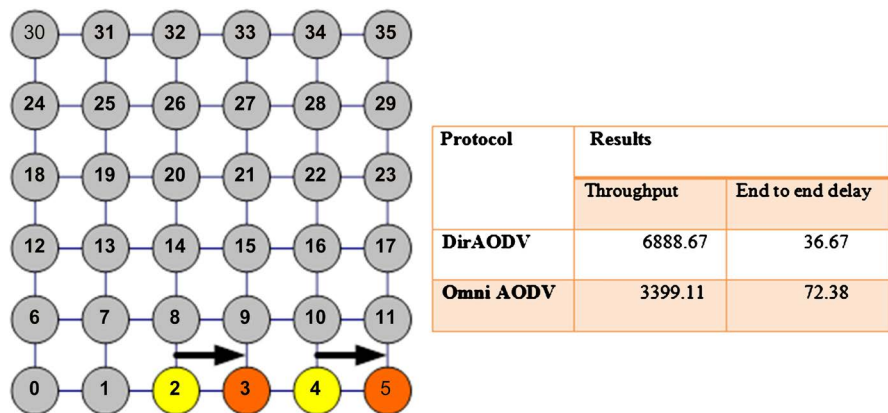 30 31 32 33 34 35
24 25 26 27 28 29
18 19 20 21 22 23
12 13 14 15 16 17
6 7 8 9 10 11
0 1 2 3 4 5
Protocol Results
Throughput End to end delay
DirAODV 6888.67 36.67
Omni AODV 3399.11 72.38